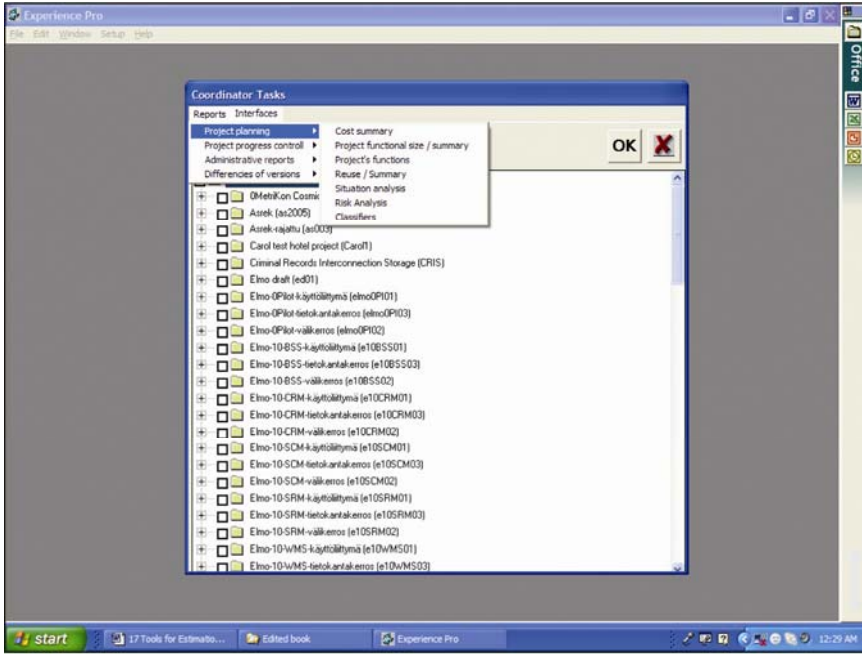 Experience Pro
File Edit Window Setup Help
Office
Coordinator Tasks
Reports Interfaces
Project planning
Project progress controll
Administrative reports
Differencies of versions
Cost summary
Project functional size / summary
Project's functions
Reuse / Summary
Situation analysis
Risk Analysis
Classifiers
OK
0MetriKon Cosmic
Asrek (as2005)
Asrek-rajattu (as003)
Carol test hotel project (Carol1)
Criminal Records Interconnection Storage (CRIS)
Elmo draft (ed01)
Elmo-0Pilot-käyttöliittymä (elmo0PI01)
Elmo-0Pilot-tietokantakerros (elmo0PI03)
Elmo-0Pilot-välikerros (elmo0PI02)
Elmo-10-BSS-käyttöliittymä (e10BSS01)
Elmo-10-BSS-tietokantakerros (e10BSS03)
Elmo-10-BSS-välikerros (e10BSS02)
Elmo-10-CRM-käyttöliittymä (e10CRM01)
Elmo-10-CRM-tietokantakerros (e10CRM03)
Elmo-10-CRM-välikerros (e10CRM02)
Elmo-10-SCM-käyttöliittymä (e10SCM01)
Elmo-10-SCM-tietokantakerros (e10SCM03)
Elmo-10-SCM-välikerros (e10SCM02)
Elmo-10-SRM-käyttöliittymä (e10SRM01)
Elmo-10-SRM-tietokantakerros (e10SRM03)
Elmo-10-SRM-välikerros (e10SRM02)
Elmo-10-WMS-käyttöliittymä (e10WMS01)
Elmo-10-WMS-tietokantakerros (e10WMS03)
start
17 Tools for Estimatio...
Edited book
Experience Pro
12:29 AM